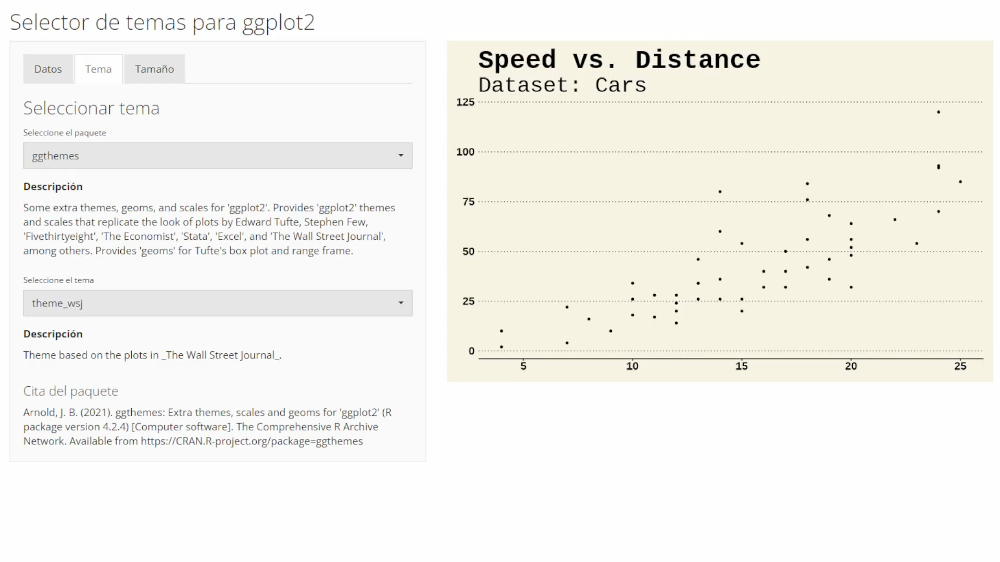 Selector de temas para ggplot2
Datos
Tema
Tamaño
Seleccionar tema
Seleccione el paquete
ggthemes
Descripción
Some extra themes, geoms, and scales for 'ggplot2'. Provides 'ggplot2' themes
and scales that replicate the look of plots by Edward Tufte, Stephen Few,
'Fivethirtyeight', 'The Economist', 'Stata', 'Excel', and 'The Wall Street Journal',
among others. Provides 'geoms' for Tufte's box plot and range frame.
Seleccione el tema
theme_wsj
Descripción
Theme based on the plots in _The Wall Street Journal_.
Cita del paquete
Arnold, J. B. (2021). ggthemes: Extra themes, scales and geoms for 'ggplot2' (R
package version 4.2.4) [Computer software]. The Comprehensive R Archive
Network. Available from https://CRAN.R-project.org/package=ggthemes
Speed vs. Distance
Dataset: Cars
125
100
75
50
25
0
5 10 15 20 25